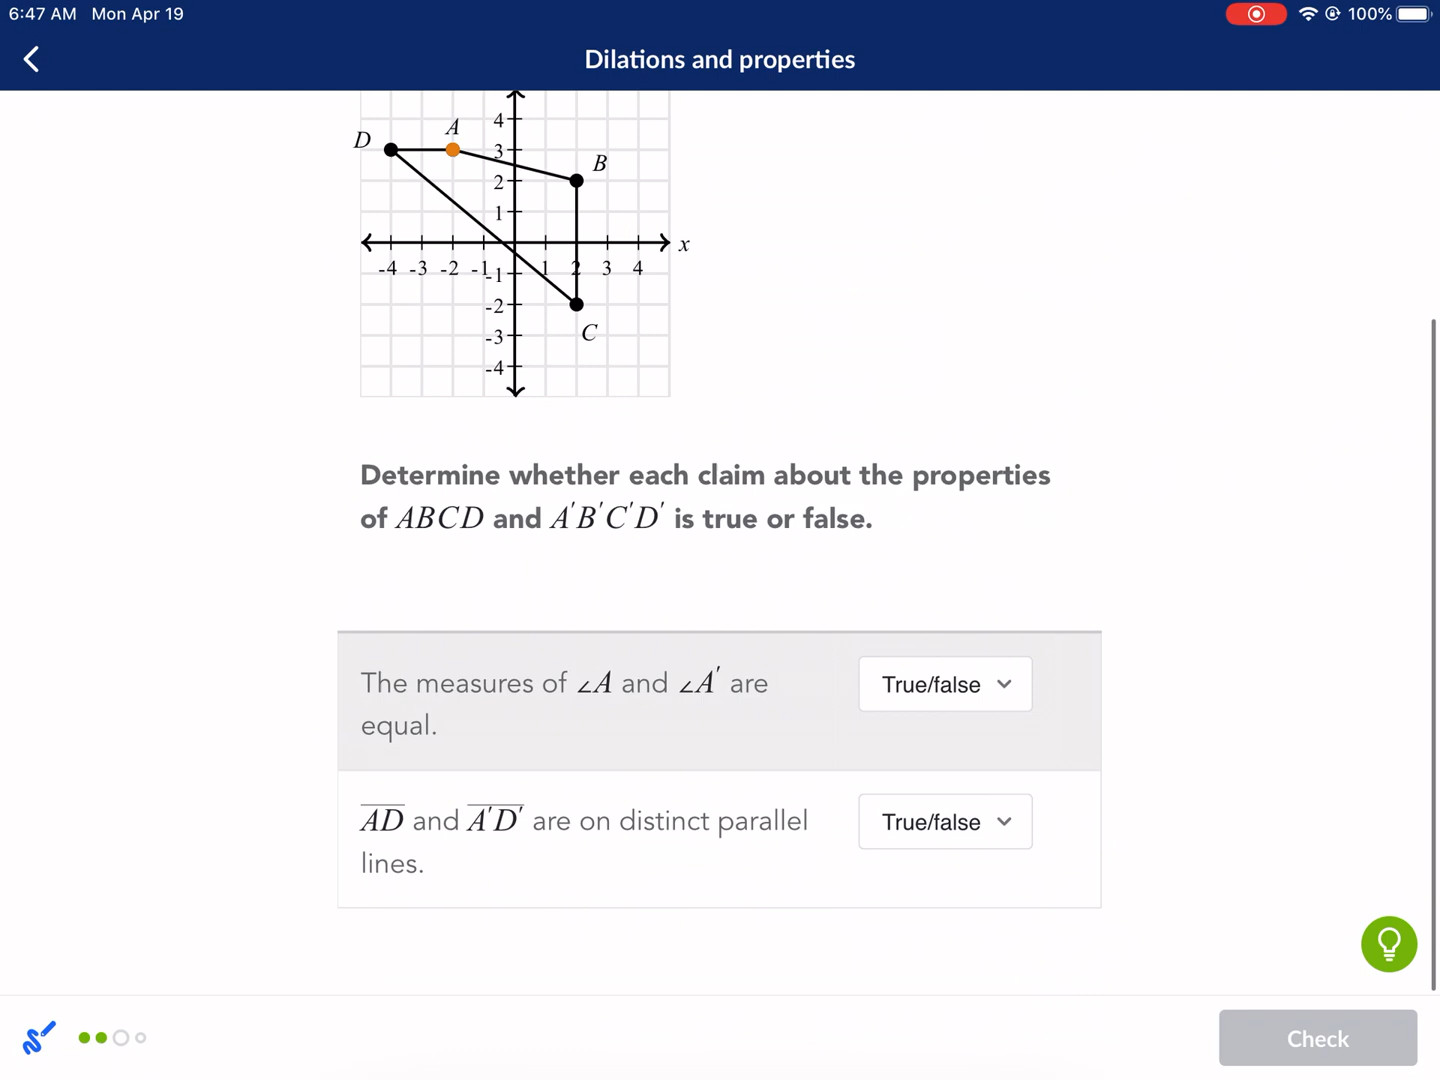 6:47 AM Mon Apr 19 100%
Dilations and properties
4
A
D
3
B
2
1
x
-4 -3 -2 -1 1 2 3 4
-1
-2
C
-3
-4
Determine whether each claim about the properties
of ABCD and A'B'C'D' is true or false.
The measures of ∠A and ∠A' are True/false
equal.
A̅D̅ and A̅'̅D̅'̅ are on distinct parallel True/false
lines.
Check